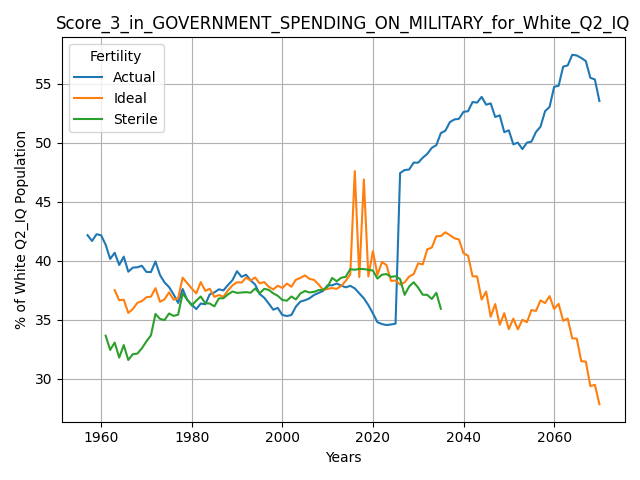 Score_3_in_GOVERNMENT_SPENDING_ON_MILITARY_for_White_Q2_IQ
Fertility
Actual
Ideal
Sterile
% of White Q2_IQ Population
55
50
45
40
35
30
1960
1980
2000
2020
2040
2060
Years